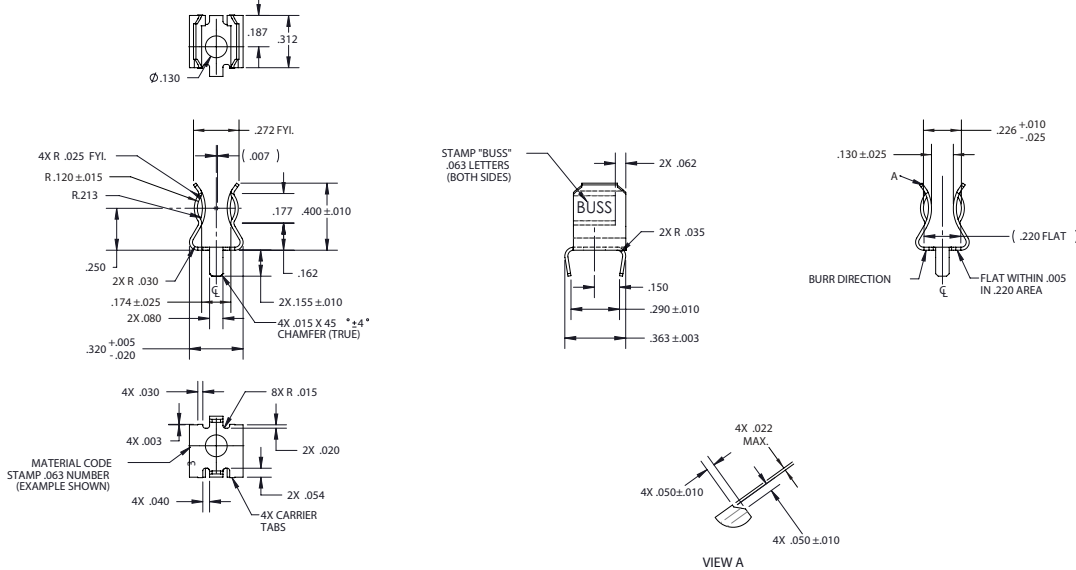 .187
.312
Ø.130
.272 FYI.
4X R .025 FYI.
( .007 )
R .120 ±.015
R.213
.177
.400 ±.010
.250
.162
2X R .030
.174 ±.025
2X .155 ±.010
2X.080
℄
4X .015 X 45 °±4°
CHAMFER (TRUE)
.320 +.005
-.020
STAMP "BUSS"
.063 LETTERS
(BOTH SIDES)
2X .062
BUSS
2X R .035
.150
.290 ±.010
.363 ±.003
.226 +.010
-.025
.130 ±.025
A
( .220 FLAT )
BURR DIRECTION
FLAT WITHIN .005
IN .220 AREA
℄
4X .030
8X R .015
4X .003
2X .020
MATERIAL CODE
STAMP .063 NUMBER
(EXAMPLE SHOWN)
3
4X .040
2X .054
4X CARRIER
TABS
4X .022
MAX.
4X .050±.010
4X .050 ±.010
VIEW A